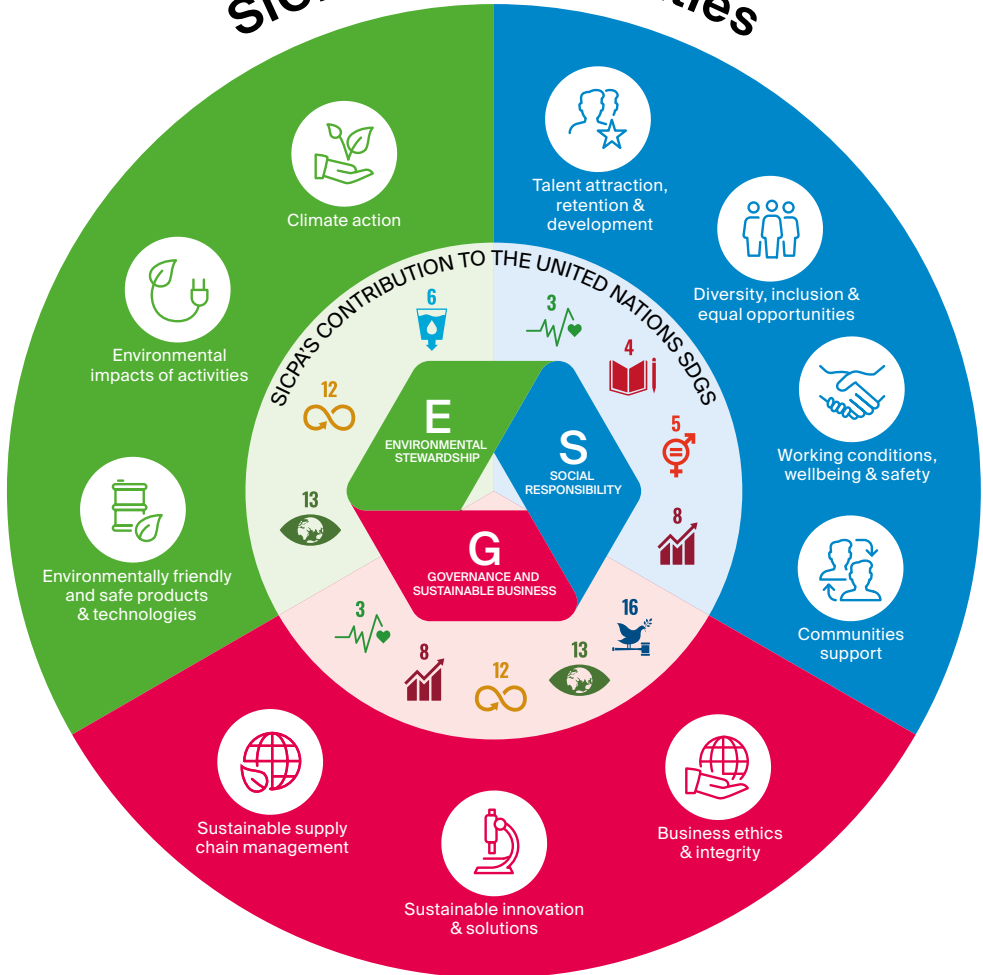 Climate action
Environmental
impacts of activities
Environmentally friendly
and safe products
& technologies
Talent attraction,
retention &
development
Diversity, inclusion &
equal opportunities
Working conditions,
wellbeing & safety
Communities
support
SICPA'S CONTRIBUTION TO THE UNITED NATIONS SDGS
6
12
13
3
4
5
8
E
ENVIRONMENTAL
STEWARDSHIP
S
SOCIAL
RESPONSIBILITY
G
GOVERNANCE AND
SUSTAINABLE BUSINESS
3
8
12
13
16
Sustainable supply
chain management
Sustainable innovation
& solutions
Business ethics
& integrity